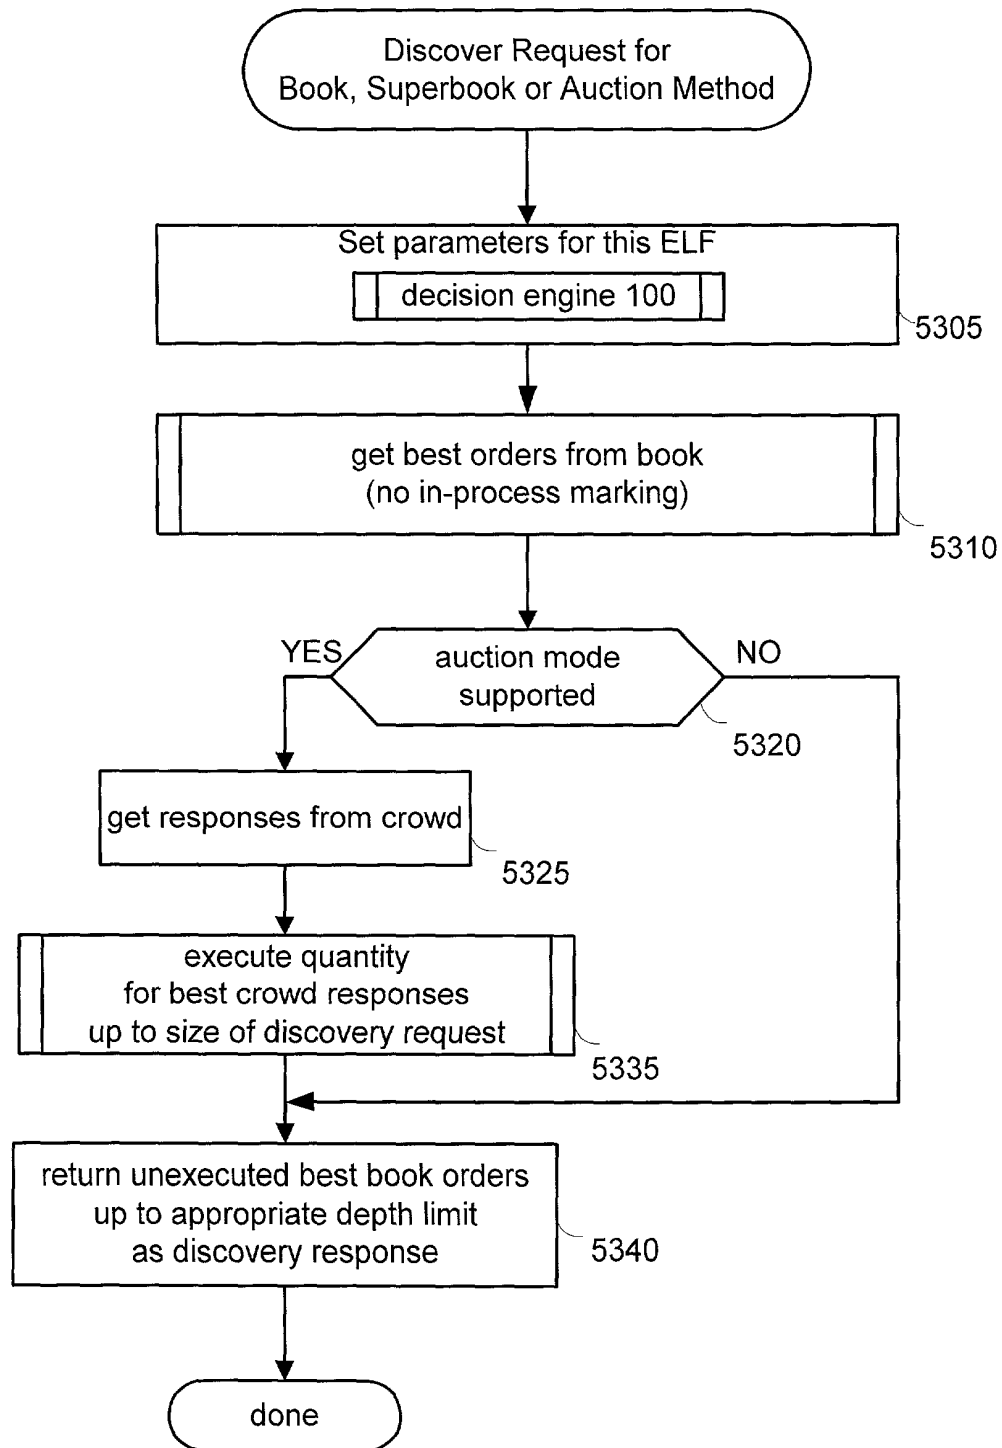 Discover Request for
Book, Superbook or Auction Method
Set parameters for this ELF
decision engine 100
5305
get best orders from book
(no in-process marking)
5310
YES
auction mode
supported
NO
5320
get responses from crowd
5325
execute quantity
for best crowd responses
up to size of discovery request
5335
return unexecuted best book orders
up to appropriate depth limit
as discovery response
5340
done